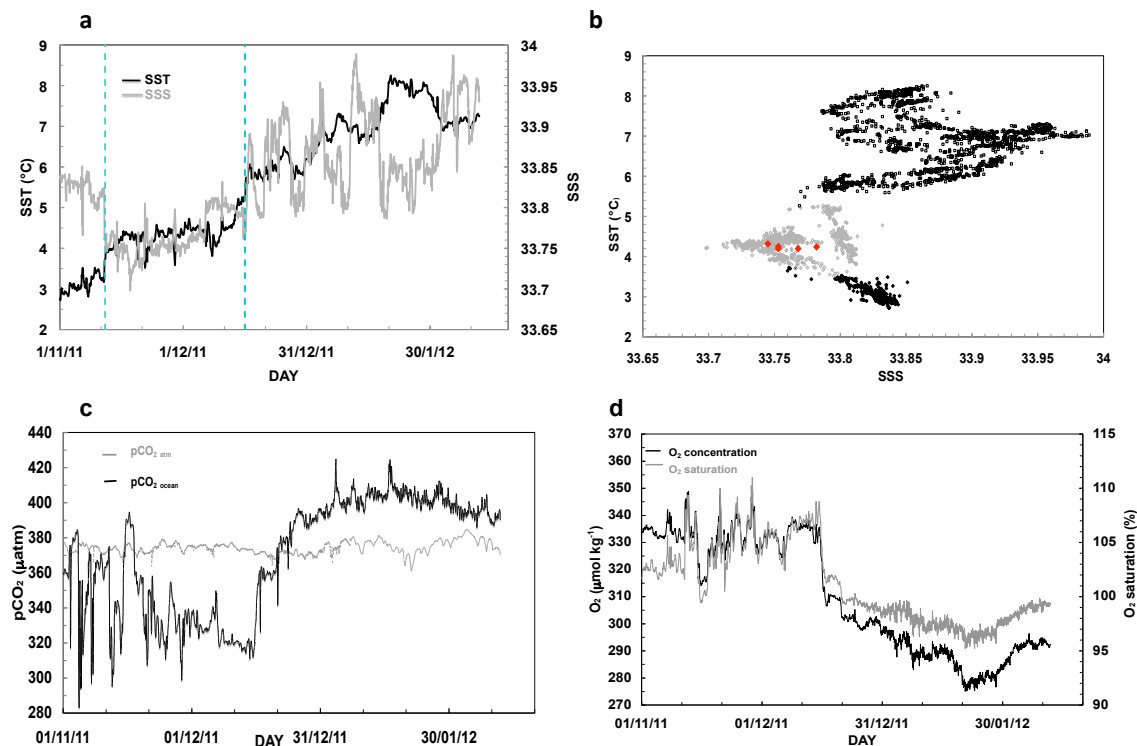 a
9
8
7
6
5
4
3
2
SST (°C)
SST
SSS
34
33.95
33.9
33.85
33.8
33.75
33.7
33.65
SSS
1/11/11 1/12/11 31/12/11 30/1/12
DAY
b
9
8
7
6
5
4
3
2
SST (°C)
33.65 33.7 33.75 33.8 33.85 33.9 33.95 34
SSS
c
440
420
400
380
360
340
320
300
280
pCO2 (µatm)
pCO2 atm
pCO2 ocean
01/11/11 01/12/11 31/12/11 30/01/12
DAY
d
370
360
350
340
330
320
310
300
290
280
270
O2 (µmol kg-1)
O2 concentration
O2 saturation
115
110
105
100
95
90
O2 saturation (%)
01/11/11 01/12/11 31/12/11 30/01/12
DAY